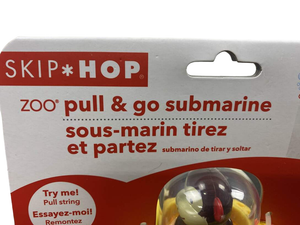 SKIP*HOP®
ZOO® pull & go submarine
sous-marin tirez
et partez submarino de tirar y soltar
Try me!
Pull string
Essayez-moi!
Remontez